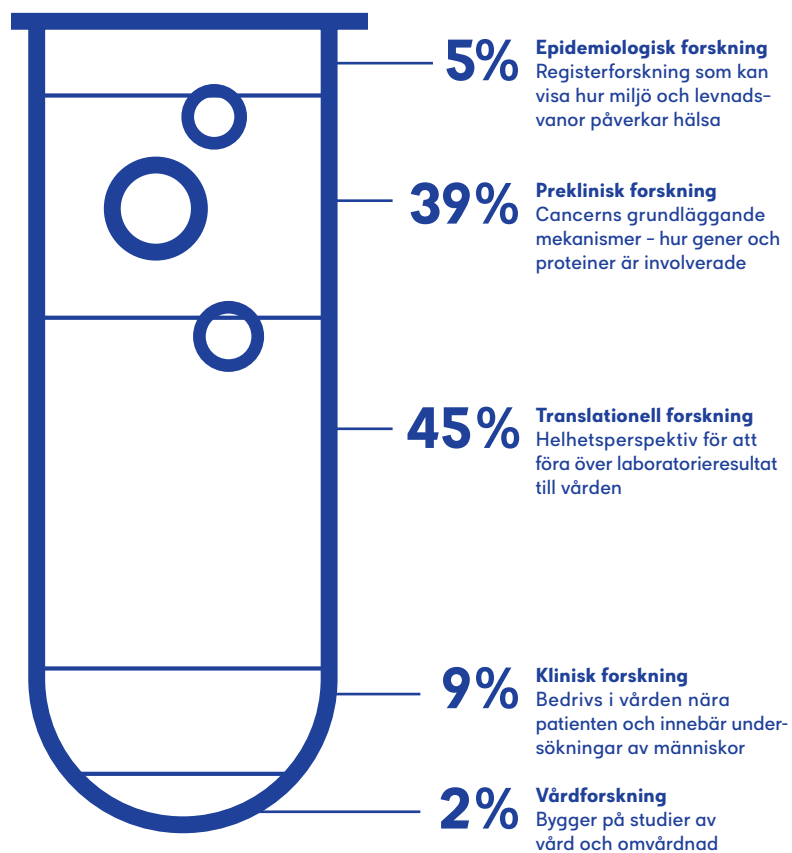 5%
Epidemiologisk forskning
Registerforskning som kan
visa hur miljö och levnads-
vanor påverkar hälsa
39%
Preklinisk forskning
Cancerns grundläggande
mekanismer – hur gener och
proteiner är involverade
45%
Translationell forskning
Helhetsperspektiv för att
föra över laboratorieresultat
till vården
9%
Klinisk forskning
Bedrivs i vården nära
patienten och innebär under-
sökningar av människor
2%
Vårdforskning
Bygger på studier av
vård och omvårdnad